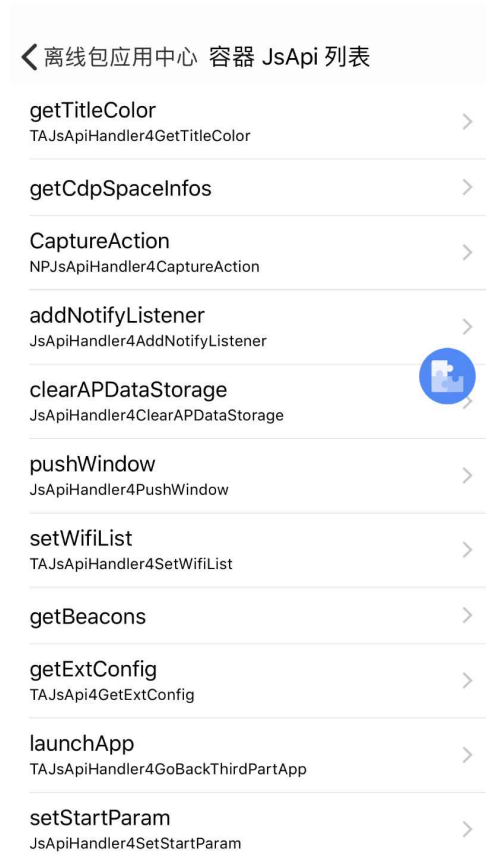 离线包应用中心 容器 JsApi 列表
getTitleColor
TAJsApiHandler4GetTitleColor
getCdpSpaceInfos
CaptureAction
NPJsApiHandler4CaptureAction
addNotifyListener
JsApiHandler4AddNotifyListener
clearAPDataStorage
JsApiHandler4ClearAPDataStorage
pushWindow
JsApiHandler4PushWindow
setWifiList
TAJsApiHandler4SetWifiList
getBeacons
getExtConfig
TAJsApi4GetExtConfig
launchApp
TAJsApiHandler4GoBackThirdPartApp
setStartParam
JsApiHandler4SetStartParam